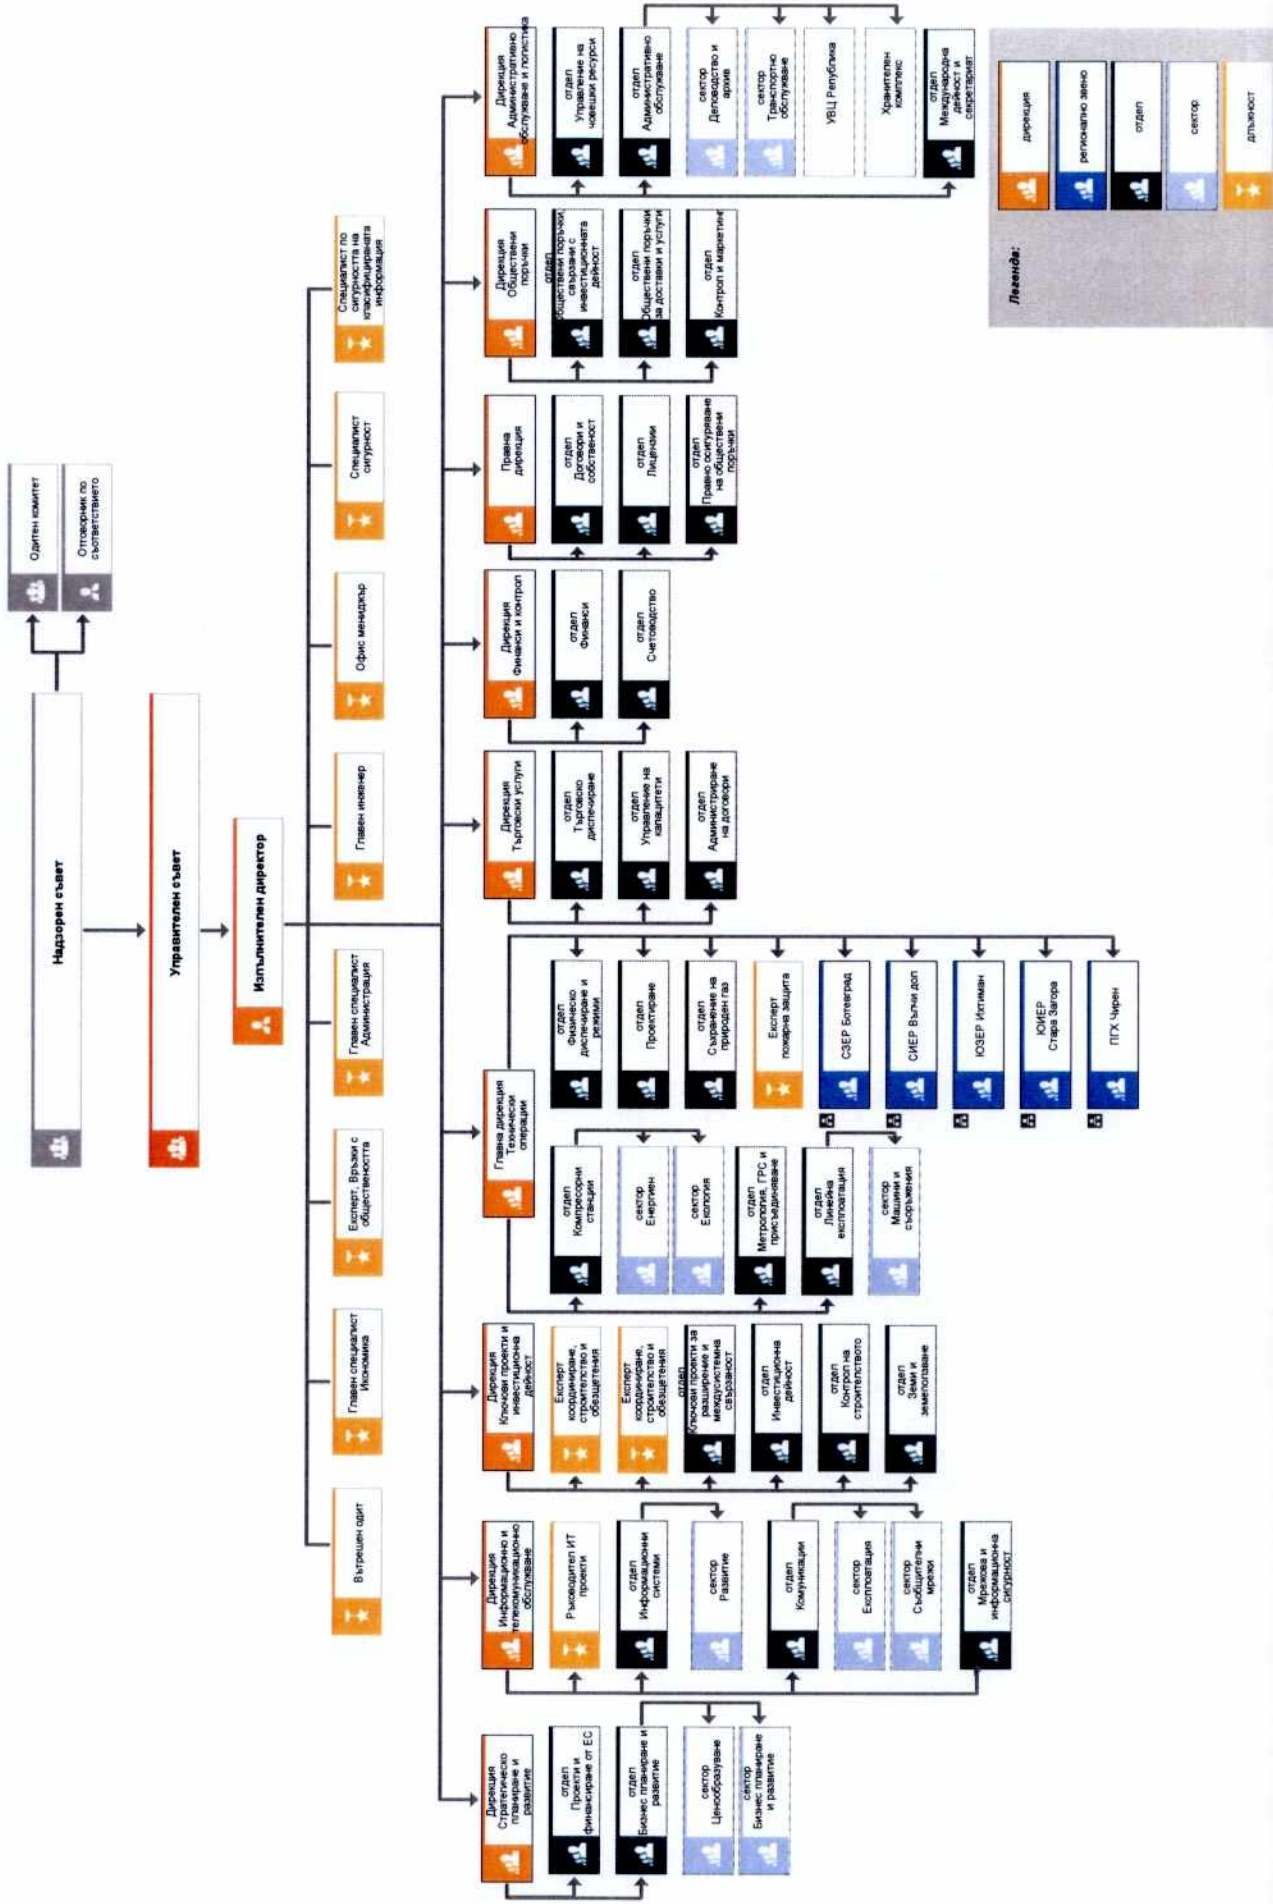 Надзорен съвет
Одитен комитет
Отговорник по
съответствието
Управителен съвет
Изпълнителен директор
Вътрешен одит
Главен специалист
Икономика
Експерт, Връзки с
обществеността
Главен специалист
Администрация
Главен инженер
Офис мениджър
Специалист
сигурност
Специалист по
сигурността на
класифицираната
информация
Дирекция
Стратегическо
планиране и
развитие
отдел
Проекти и
финансиране от ЕС
отдел
Бизнес планиране и
развитие
сектор
Ценообразуване
сектор
Бизнес планиране
и развитие
Дирекция
Информационно и
телекомуникационно
обслужване
Ръководител ИТ
проекти
отдел
Информационни
системи
сектор
Развитие
отдел
Комуникации
сектор
Експлоатация
сектор
Съобщителни
мрежи
отдел
Мрежова и
информационна
сигурност
Дирекция
Ключови проекти и
инвестиционна
дейност
Експерт
координиране,
строителство и
обезщетения
Експерт
координиране,
строителство и
обезщетения
отдел
Ключови проекти за
разширение и
междусистемна
свързаност
отдел
Инвестиционна
дейност
отдел
Контрол на
строителството
отдел
Земи и
земеползване
Главна дирекция
Технически
операции
отдел
Компресорни
станции
сектор
Енергиен
сектор
Екология
отдел
Метрология, ГРС и
присъединяване
отдел
Линейна
експлоатация
сектор
Машини и
съоръжения
отдел
Физическо
диспечиране и
режими
отдел
Проектиране
отдел
Съхранение на
природен газ
Експерт
пожарна защита
СЗЕР Ботевград
СИЕР Вълчи дол
ЮЗЕР Ихтиман
ЮИЕР
Стара Загора
ПГХ Чирен
Дирекция
Търговски услуги
отдел
Търговско
диспечиране
отдел
Управление на
капацитети
отдел
Администриране
на договори
Дирекция
Финанси и контрол
отдел
Финанси
отдел
Счетоводство
Правна
дирекция
отдел
Договори и
собственост
отдел
Лицензии
отдел
Правно осигуряване
на обществени
поръчки
Дирекция
Обществени
поръчки
отдел
Обществени поръчки,
свързани с
инвестиционната
дейност
отдел
Обществени поръчки
за доставки и услуги
отдел
Контрол и маркетинг
Дирекция
Административно
обслужване и логистика
отдел
Управление на
човешки ресурси
отдел
Административно
обслужване
сектор
Деловодство и
архив
сектор
Транспортно
обслужване
УВЦ Република
Хранителен
комплекс
отдел
Международна
дейност и
секретариат
Легенда:
дирекция
регионално звено
отдел
сектор
длъжност